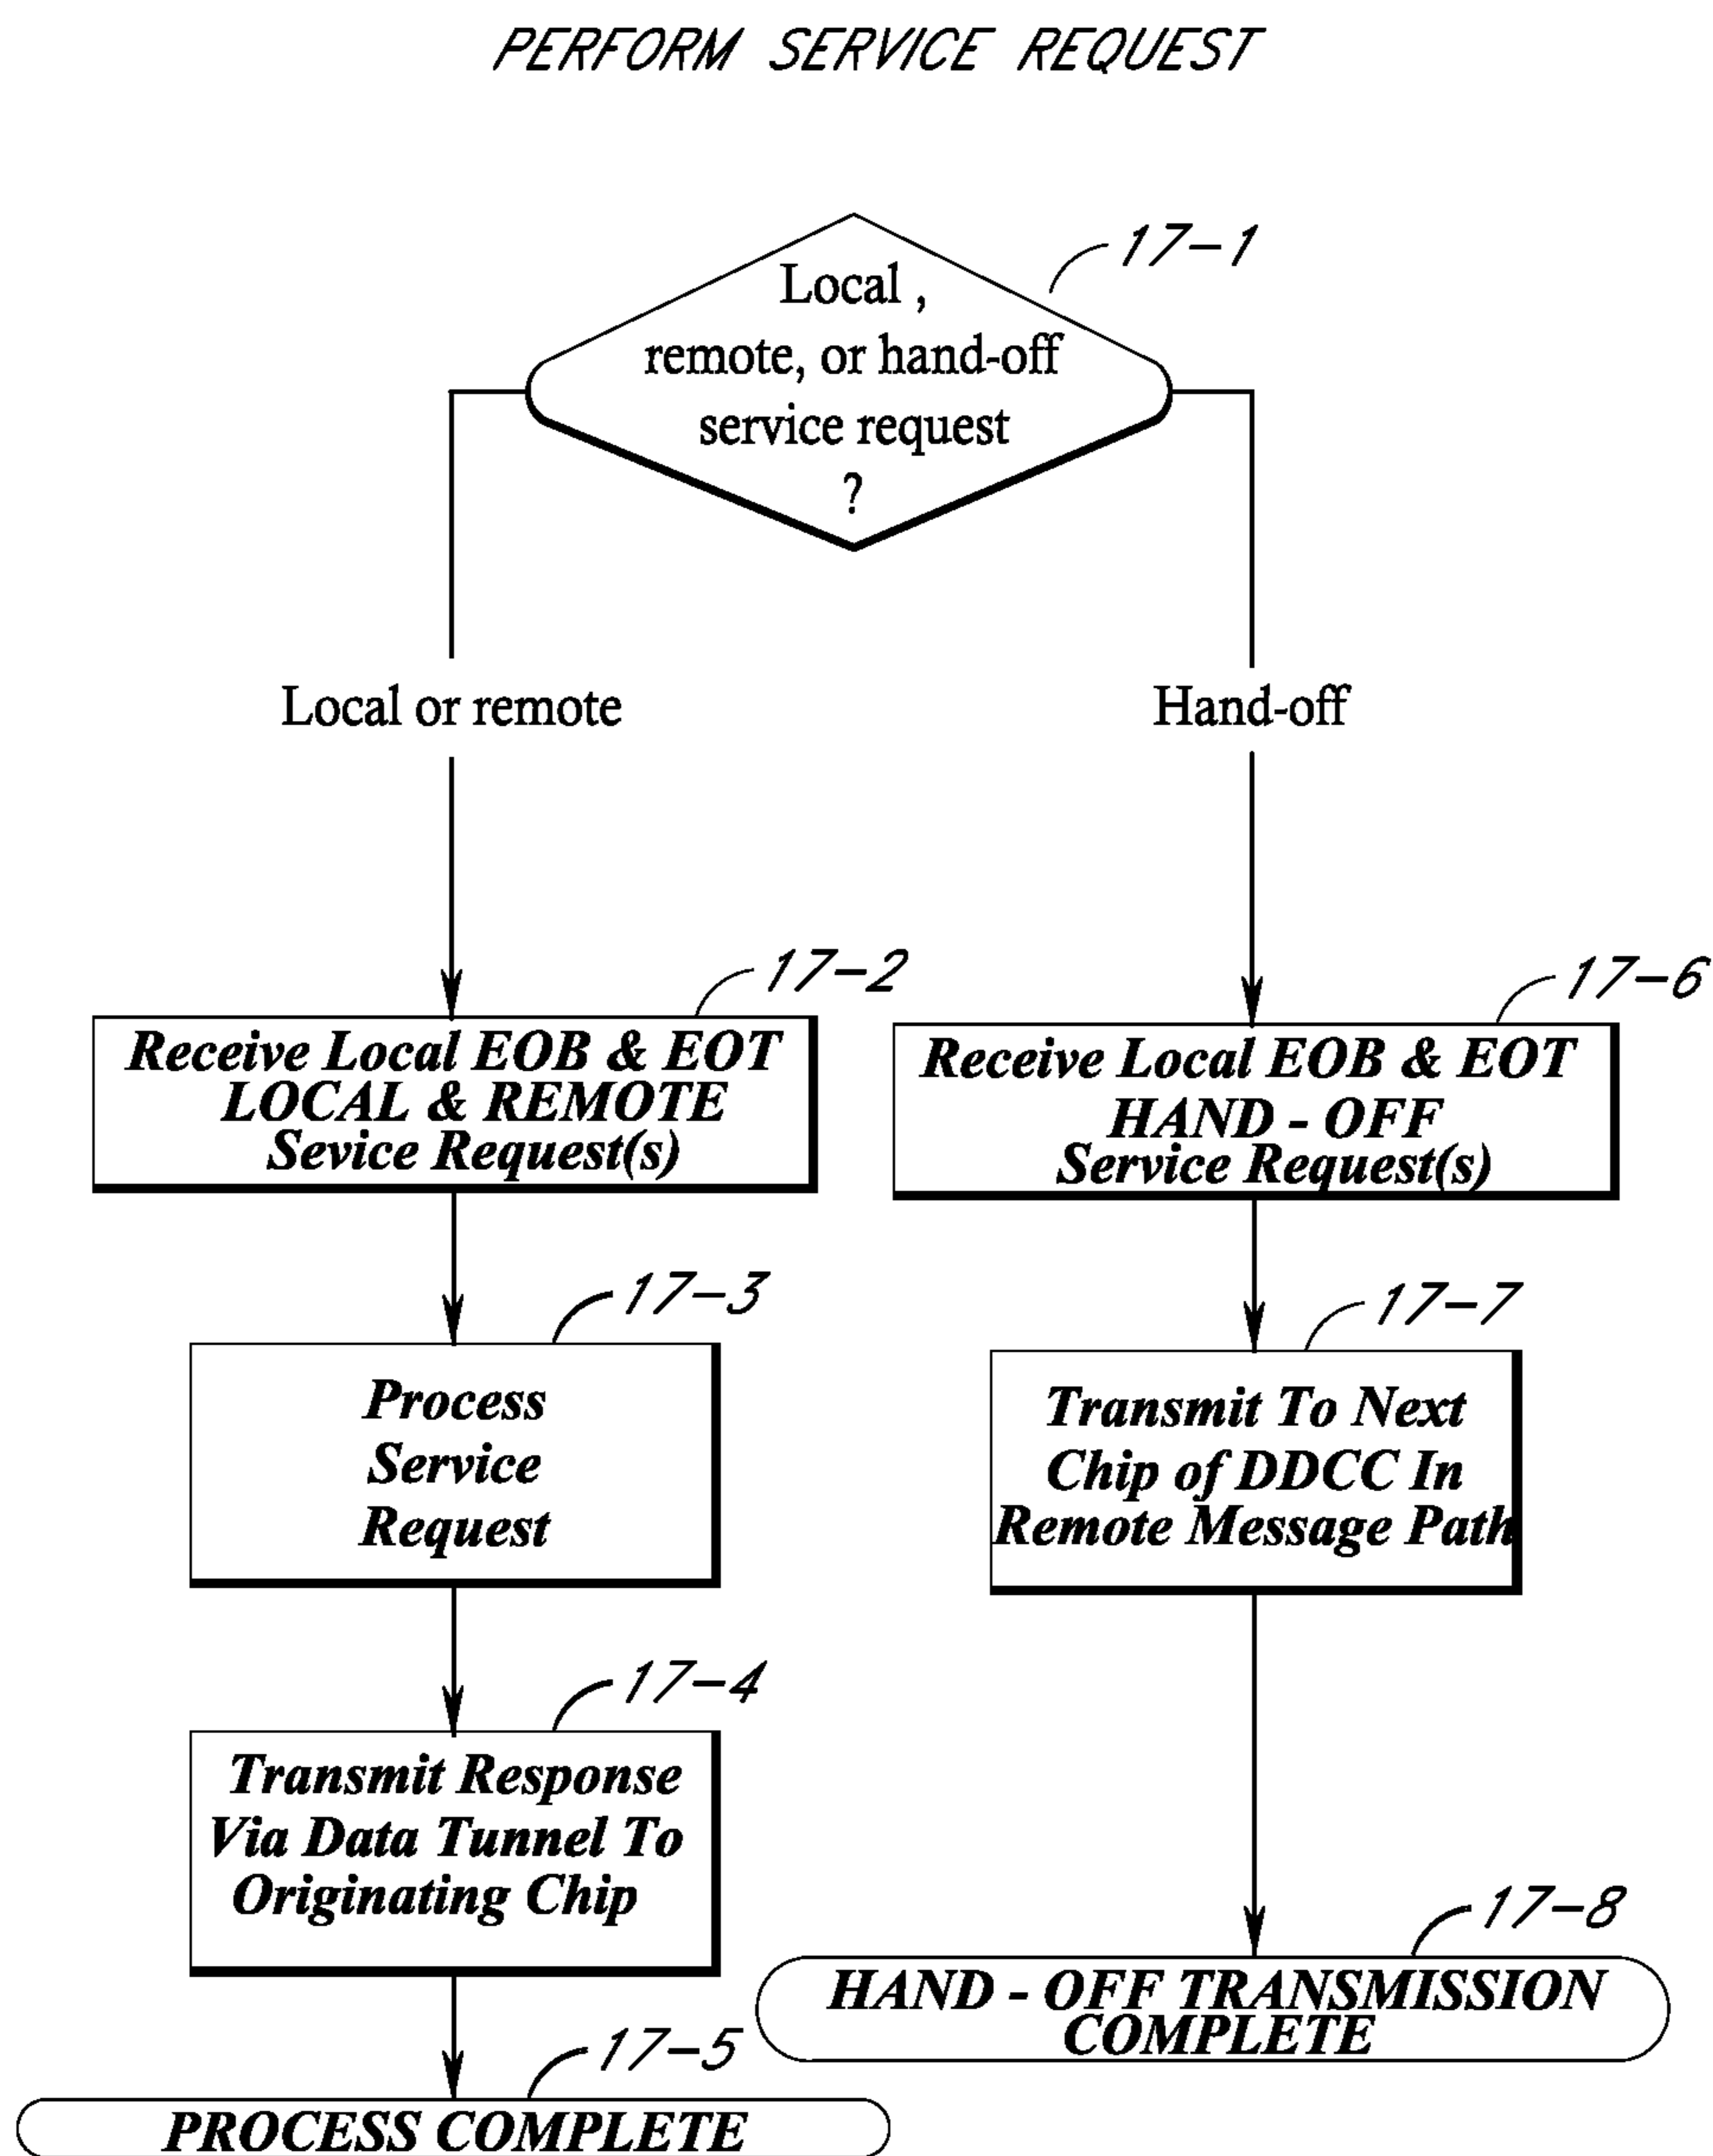 PERFORM SERVICE REQUEST
17-1
Local ,
remote, or hand-off
service request
?
Local or remote
Hand-off
17-2
Receive Local EOB & EOT
LOCAL & REMOTE
Sevice Request(s)
17-3
Process
Service
Request
17-4
Transmit Response
Via Data Tunnel To
Originating Chip
17-5
PROCESS COMPLETE
17-6
Receive Local EOB & EOT
HAND - OFF
Service Request(s)
17-7
Transmit To Next
Chip of DDCC In
Remote Message Path
17-8
HAND - OFF TRANSMISSION
COMPLETE